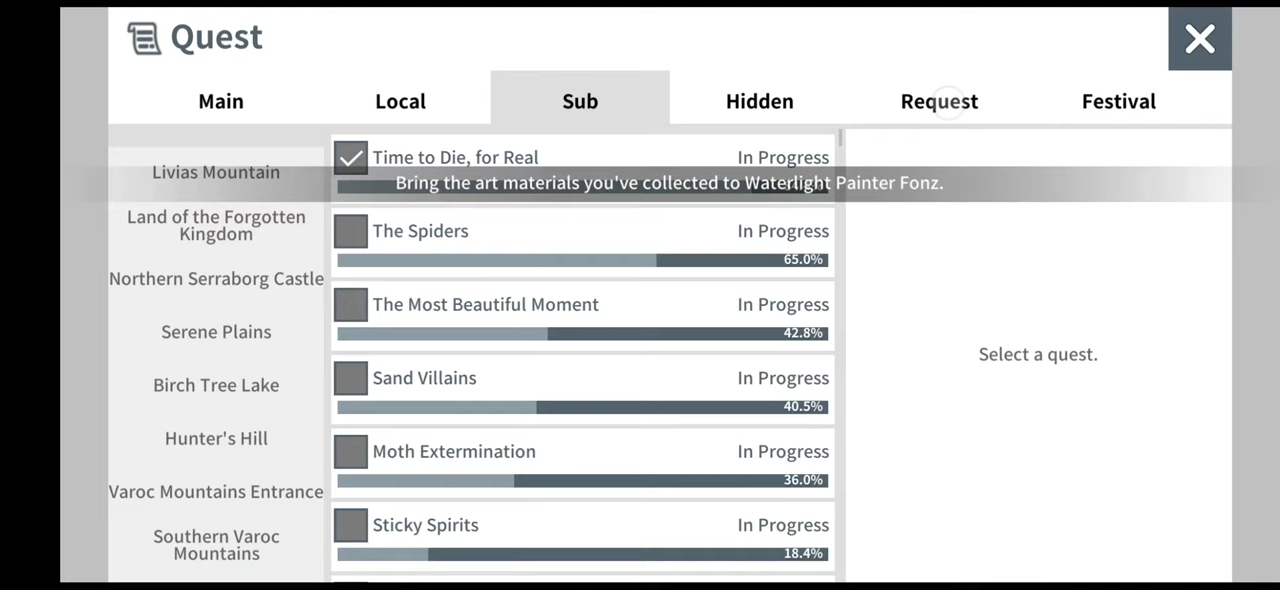 Quest
Main
Local
Sub
Hidden
Request
Festival
Livias Mountain
Land of the Forgotten
Kingdom
Northern Serraborg Castle
Serene Plains
Birch Tree Lake
Hunter's Hill
Varoc Mountains Entrance
Southern Varoc
Mountains
Time to Die, for Real
In Progress
Bring the art materials you've collected to Waterlight Painter Fonz.
The Spiders
In Progress
65.0%
The Most Beautiful Moment
In Progress
42.8%
Sand Villains
In Progress
40.5%
Moth Extermination
In Progress
36.0%
Sticky Spirits
In Progress
18.4%
Select a quest.